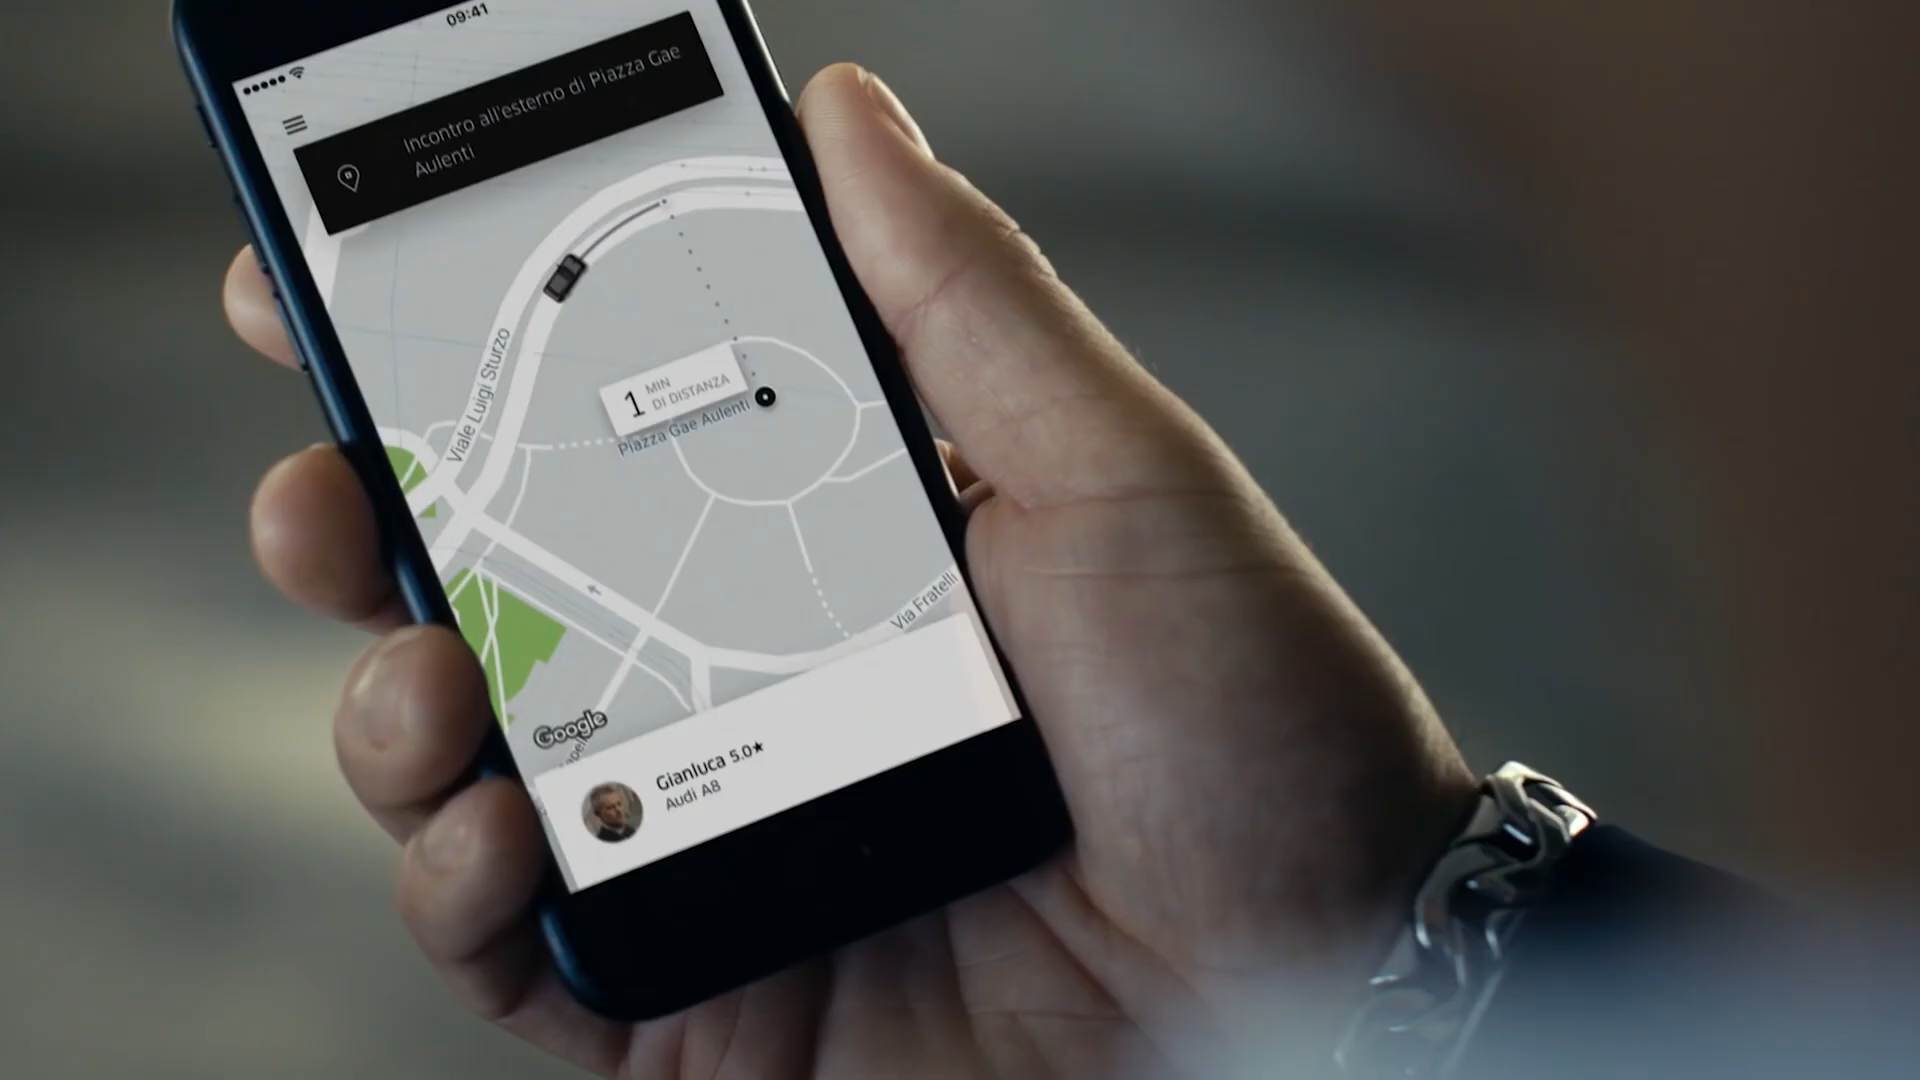 09:41
Incontro all'esterno di Piazza Gae
Aulenti
Viale Luigi Sturzo
1 MIN
DI DISTANZA
Piazza Gae Aulenti
Via Fratelli
Google
Gianluca 5.0★
Audi A8